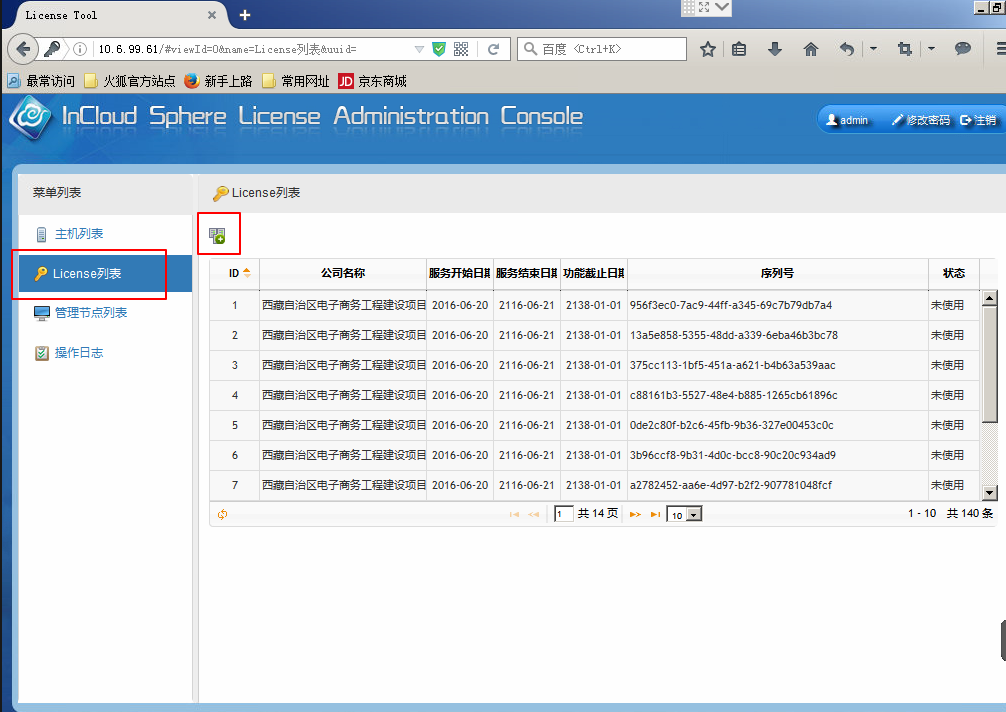 License Tool
10.6.99.61/#viewId=0&name=License列表&uuid=
百度 <Ctrl+K>
最常访问 火狐官方站点 新手上路 常用网址 JD 京东商城
InCloud Sphere License Administration Console
admin 修改密码 注销
菜单列表
License列表
主机列表
License列表
管理节点列表
操作日志
ID 公司名称 服务开始日期 服务结束日期 功能截止日期 序列号 状态
1 西藏自治区电子商务工程建设项目 2016-06-20 2116-06-21 2138-01-01 956f3ec0-7ac9-44ff-a345-69c7b79db7a4 未使用
2 西藏自治区电子商务工程建设项目 2016-06-20 2116-06-21 2138-01-01 13a5e858-5355-48dd-a339-6eba46b3bc78 未使用
3 西藏自治区电子商务工程建设项目 2016-06-20 2116-06-21 2138-01-01 375cc113-1bf5-451a-a621-b4b63a539aac 未使用
4 西藏自治区电子商务工程建设项目 2016-06-20 2116-06-21 2138-01-01 c88161b3-5527-48e4-b885-1265cb61896c 未使用
5 西藏自治区电子商务工程建设项目 2016-06-20 2116-06-21 2138-01-01 0de2c80f-b2c6-45fb-9b36-327e00453c0c 未使用
6 西藏自治区电子商务工程建设项目 2016-06-20 2116-06-21 2138-01-01 3b96ccf8-9b31-4d0c-bcc8-90c20c934ad9 未使用
7 西藏自治区电子商务工程建设项目 2016-06-20 2116-06-21 2138-01-01 a2782452-aa6e-4d97-b2f2-907781048fcf 未使用
1 共 14 页 10 1 - 10 共 140 条